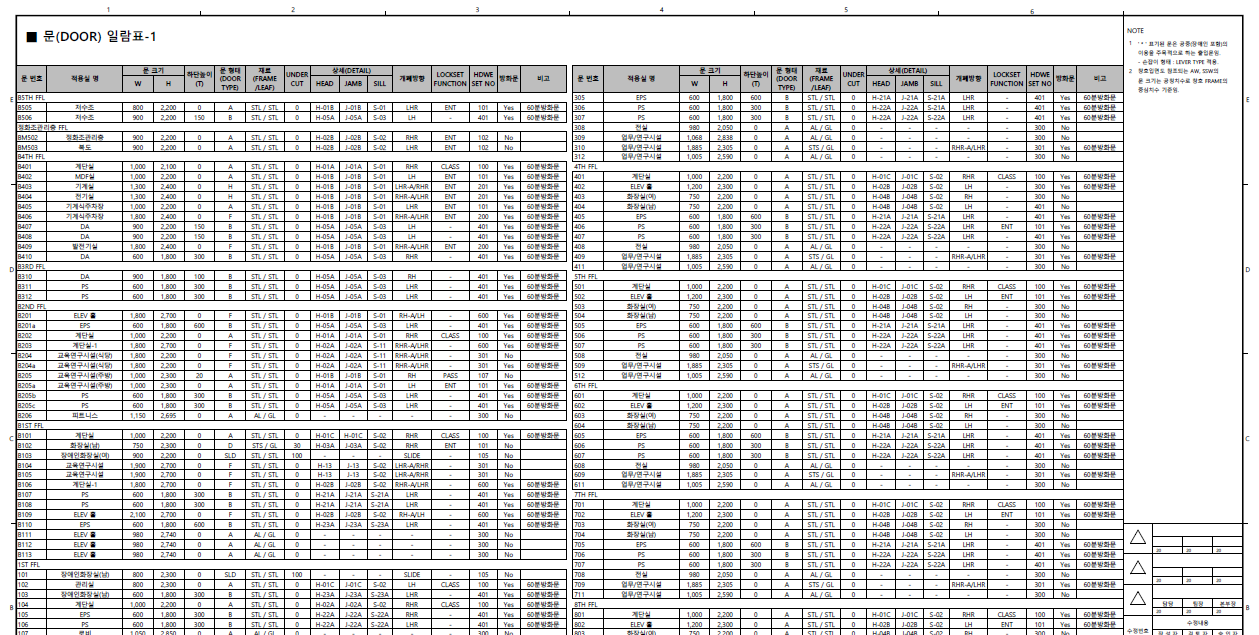 1 2 3 4 5 6
■ 문(DOOR) 일람표-1
문 번호 적용실 명 문 크기 W H 하단높이 (T) 문 형태 (DOOR TYPE) 재료 (FRAME /LEAF) UNDER CUT 상세(DETAIL) HEAD JAMB SILL 개폐방향 LOCKSET FUNCTION HDWE SET NO 방화문 비고
B5TH FFL
B505 저수조 800 2,200 0 A STL / STL 0 H-01B J-01B S-01 LHR ENT 101 Yes 60분방화문
B506 저수조 900 2,200 150 B STL / STL 0 H-05A J-05A S-03 LH - 401 Yes 60분방화문
정화조관리층 FFL
BM502 정화조관리층 900 2,200 0 A STL / STL 0 H-02B J-02B S-02 RHR ENT 102 No
BM503 복도 900 2,200 0 A STL / STL 0 H-02B J-02B S-02 LHR ENT 102 No
B4TH FFL
B401 계단실 1,000 2,100 0 A STL / STL 0 H-01A J-01A S-01 RHR CLASS 100 Yes 60분방화문
B402 MDF실 1,000 2,200 0 A STL / STL 0 H-01B J-01B S-01 LH ENT 101 Yes 60분방화문
B403 기계실 1,300 2,400 0 H STL / STL 0 H-01B J-01B S-01 LHR-A/RHR ENT 201 Yes 60분방화문
B404 전기실 1,300 2,400 0 H STL / STL 0 H-01B J-01B S-01 RHR-A/LHR ENT 201 Yes 60분방화문
B405 기계식주차장 1,000 2,200 0 A STL / STL 0 H-01B J-01B S-01 LHR ENT 101 Yes 60분방화문
B406 기계식주차장 1,800 2,400 0 F STL / STL 0 H-01B J-01B S-01 RHR-A/LHR ENT 200 Yes 60분방화문
B407 DA 900 2,200 150 B STL / STL 0 H-05A J-05A S-03 LH - 401 Yes 60분방화문
B408 DA 900 2,200 150 B STL / STL 0 H-05A J-05A S-03 LH - 401 Yes 60분방화문
B409 발전기실 1,800 2,400 0 F STL / STL 0 H-01B J-01B S-01 RHR-A/LHR ENT 200 Yes 60분방화문
B410 DA 600 1,800 300 B STL / STL 0 H-05A J-05A S-03 RHR - 401 Yes 60분방화문
B3RD FFL
B310 DA 900 1,800 100 B STL / STL 0 H-05A J-05A S-03 RH - 401 Yes 60분방화문
B311 PS 600 1,800 300 B STL / STL 0 H-05A J-05A S-03 LHR - 401 Yes 60분방화문
B312 PS 600 1,800 300 B STL / STL 0 H-05A J-05A S-03 LHR - 401 Yes 60분방화문
B2ND FFL
B201 ELEV 홀 1,800 2,700 0 F STL / STL 0 H-01B J-01B S-01 RH-A/LH - 600 Yes 60분방화문
B201a EPS 600 1,800 600 B STL / STL 0 H-05A J-05A S-03 LHR - 401 Yes 60분방화문
B202 계단실 1,000 2,200 0 A STL / STL 0 H-01A J-01A S-01 RHR CLASS 100 Yes 60분방화문
B203 계단실-1 1,800 2,700 0 F STL / STL 0 H-02A J-02A S-11 RHR-A/LHR - 600 Yes 60분방화문
B204 교육연구시설(식당) 1,800 2,200 0 F STL / STL 0 H-02A J-02A S-11 RHR-A/LHR - 301 No
B204a 교육연구시설(식당) 1,800 2,200 0 F STL / STL 0 H-02A J-02A S-11 RHR-A/LHR - 301 Yes 60분방화문
B205 교육연구시설(주방) 1,000 2,300 20 A STL / STL 0 H-01B J-01B S-01 RH PASS 107 No
B205a 교육연구시설(주방) 1,000 2,300 0 A STL / STL 0 H-01A J-01A S-01 LH ENT 101 Yes 60분방화문
B205b PS 600 1,800 300 B STL / STL 0 H-05A J-05A S-03 LHR - 401 Yes 60분방화문
B205c PS 600 1,800 300 B STL / STL 0 H-05A J-05A S-03 LHR - 401 Yes 60분방화문
B206 피트니스 1,150 2,695 0 A AL / GL 0 - - - - - 300 No
B1ST FFL
B101 계단실 1,000 2,200 0 A STL / STL 0 H-01C H-01C S-02 RHR CLASS 100 Yes 60분방화문
B102 화장실(남) 750 2,300 0 D STS / GL 30 H-03A J-03A S-02 RHR ENT 101 No
B103 장애인화장실(여) 900 2,200 0 SLD STL / STL 100 - - - SLIDE - 105 No
B104 교육연구시설 1,900 2,700 0 F STL / STL 0 H-13 J-13 S-02 LHR-A/RHR - 301 No
B105 교육연구시설 1,900 2,700 0 F STL / STL 0 H-13 J-13 S-02 LHR-A/RHR - 301 No
B106 계단실-1 1,800 2,700 0 F STL / STL 0 H-02B J-02B S-02 RHR-A/LHR - 600 Yes 60분방화문
B107 PS 600 1,800 300 B STL / STL 0 H-21A J-21A S-21A LHR - 401 Yes 60분방화문
B108 PS 600 1,800 300 B STL / STL 0 H-21A J-21A S-21A LHR - 401 Yes 60분방화문
B109 ELEV 홀 2,100 2,700 0 F STL / STL 0 H-02B J-02B S-02 RH-A/LH - 600 Yes 60분방화문
B110 EPS 600 1,800 600 B STL / STL 0 H-23A J-23A S-23A LHR - 401 Yes 60분방화문
B111 ELEV 홀 980 2,740 0 A AL / GL 0 - - - - - 300 No
B112 ELEV 홀 980 2,740 0 A AL / GL 0 - - - - - 300 No
B113 ELEV 홀 980 2,740 0 A AL / GL 0 - - - - - 300 No
1ST FFL
101 장애인화장실(남) 800 2,300 0 SLD STL / STL 100 - - - SLIDE - 105 No
102 관리실 800 2,300 0 A STL / STL 0 H-01C J-01C S-02 LH CLASS 100 Yes 60분방화문
103 장애인화장실(남) 600 1,800 300 B STL / STL 0 H-23A J-23A S-23A LHR - 401 Yes 60분방화문
104 계단실 1,000 2,200 0 A STL / STL 0 H-02A J-02A S-02 RHR CLASS 100 Yes 60분방화문
105 EPS 600 1,800 300 B STL / STL 0 H-22A J-22A S-22A RHR - 401 Yes 60분방화문
106 PS 600 1,800 300 B STL / STL 0 H-22A J-22A S-22A LHR - 401 Yes 60분방화문
107 로비 1,050 2,850 0 A AL / GL 0 - - - - - 300 No
문 번호 적용실 명 문 크기 W H 하단높이 (T) 문 형태 (DOOR TYPE) 재료 (FRAME /LEAF) UNDER CUT 상세(DETAIL) HEAD JAMB SILL 개폐방향 LOCKSET FUNCTION HDWE SET NO 방화문 비고
305 EPS 600 1,800 600 B STL / STL 0 H-21A J-21A S-21A LHR - 401 Yes 60분방화문
306 PS 600 1,800 300 B STL / STL 0 H-22A J-22A S-22A LHR - 401 Yes 60분방화문
307 PS 600 1,800 300 B STL / STL 0 H-22A J-22A S-22A LHR - 401 Yes 60분방화문
308 전실 980 2,050 0 A AL / GL 0 - - - - - 300 No
309 업무/연구시설 1,068 2,838 0 A AL / GL 0 - - - - - 300 No
310 업무/연구시설 1,885 2,305 0 A STS / GL 0 - - - RHR-A/LHR - 301 Yes 60분방화문
312 업무/연구시설 1,005 2,590 0 A AL / GL 0 - - - - - 300 No
4TH FFL
401 계단실 1,000 2,200 0 A STL / STL 0 H-01C J-01C S-02 RHR CLASS 100 Yes 60분방화문
402 ELEV 홀 1,200 2,300 0 A STL / STL 0 H-02B J-02B S-02 LH - 300 Yes 60분방화문
403 화장실(여) 750 2,200 0 A STL / STL 0 H-04B J-04B S-02 RH - 300 No
404 화장실(남) 750 2,200 0 A STL / STL 0 H-04B J-04B S-02 LH - 300 No
405 EPS 600 1,800 600 B STL / STL 0 H-21A J-21A S-21A LHR - 401 Yes 60분방화문
406 PS 600 1,800 300 B STL / STL 0 H-22A J-22A S-22A LHR ENT 101 Yes 60분방화문
407 PS 600 1,800 300 B STL / STL 0 H-22A J-22A S-22A LHR - 401 Yes 60분방화문
408 전실 980 2,050 0 A AL / GL 0 - - - - - 300 No
409 업무/연구시설 1,885 2,305 0 A STS / GL 0 - - - RHR-A/LHR - 301 Yes 60분방화문
411 업무/연구시설 1,005 2,590 0 A AL / GL 0 - - - - - 300 No
5TH FFL
501 계단실 1,000 2,200 0 A STL / STL 0 H-01C J-01C S-02 RHR CLASS 100 Yes 60분방화문
502 ELEV 홀 1,200 2,300 0 A STL / STL 0 H-02B J-02B S-02 LH ENT 101 Yes 60분방화문
503 화장실(여) 750 2,200 0 A STL / STL 0 H-04B J-04B S-02 RH - 300 No
504 화장실(남) 750 2,200 0 A STL / STL 0 H-04B J-04B S-02 LH - 300 No
505 EPS 600 1,800 600 B STL / STL 0 H-21A J-21A S-21A LHR - 401 Yes 60분방화문
506 PS 600 1,800 300 B STL / STL 0 H-22A J-22A S-22A LHR - 401 Yes 60분방화문
507 PS 600 1,800 300 B STL / STL 0 H-22A J-22A S-22A LHR - 401 Yes 60분방화문
508 전실 980 2,050 0 A AL / GL 0 - - - - - 300 No
509 업무/연구시설 1,885 2,305 0 A STS / GL 0 - - - RHR-A/LHR - 301 Yes 60분방화문
512 업무/연구시설 1,005 2,590 0 A AL / GL 0 - - - - - 300 No
6TH FFL
601 계단실 1,000 2,200 0 A STL / STL 0 H-01C J-01C S-02 RHR CLASS 100 Yes 60분방화문
602 ELEV 홀 1,200 2,300 0 A STL / STL 0 H-02B J-02B S-02 LH ENT 101 Yes 60분방화문
603 화장실(여) 750 2,200 0 A STL / STL 0 H-04B J-04B S-02 RH - 300 No
604 화장실(남) 750 2,200 0 A STL / STL 0 H-04B J-04B S-02 LH - 300 No
605 EPS 600 1,800 600 B STL / STL 0 H-21A J-21A S-21A LHR - 401 Yes 60분방화문
606 PS 600 1,800 300 B STL / STL 0 H-22A J-22A S-22A LHR - 401 Yes 60분방화문
607 PS 600 1,800 300 B STL / STL 0 H-22A J-22A S-22A LHR - 401 Yes 60분방화문
608 전실 980 2,050 0 A AL / GL 0 - - - - - 300 No
609 업무/연구시설 1,885 2,305 0 A STS / GL 0 - - - RHR-A/LHR - 301 Yes 60분방화문
611 업무/연구시설 1,005 2,590 0 A AL / GL 0 - - - - - 300 No
7TH FFL
701 계단실 1,000 2,200 0 A STL / STL 0 H-01C J-01C S-02 RHR CLASS 100 Yes 60분방화문
702 ELEV 홀 1,200 2,300 0 A STL / STL 0 H-02B J-02B S-02 LH ENT 101 Yes 60분방화문
703 화장실(여) 750 2,200 0 A STL / STL 0 H-04B J-04B S-02 RH - 300 No
704 화장실(남) 750 2,200 0 A STL / STL 0 H-04B J-04B S-02 LH - 300 No
705 EPS 600 1,800 600 B STL / STL 0 H-21A J-21A S-21A LHR - 401 Yes 60분방화문
706 PS 600 1,800 300 B STL / STL 0 H-22A J-22A S-22A LHR - 401 Yes 60분방화문
707 PS 600 1,800 300 B STL / STL 0 H-22A J-22A S-22A LHR - 401 Yes 60분방화문
708 전실 980 2,050 0 A AL / GL 0 - - - - - 300 No
709 업무/연구시설 1,885 2,305 0 A STS / GL 0 - - - RHR-A/LHR - 301 Yes 60분방화문
711 업무/연구시설 1,005 2,590 0 A AL / GL 0 - - - - - 300 No
8TH FFL
801 계단실 1,000 2,200 0 A STL / STL 0 H-01C J-01C S-02 RHR CLASS 100 Yes 60분방화문
802 ELEV 홀 1,200 2,300 0 A STL / STL 0 H-02B J-02B S-02 LH ENT 101 Yes 60분방화문
803 화장실(여) 750 2,200 0 A STL / STL 0 H-04B J-04B S-02 RH - 300 No
NOTE
1 '*' 표기된 문은 공용(장애인 포함)의
이용을 주목적으로 하는 출입문임.
- 손잡이 형태 : LEVER TYPE 적용.
2 창호입면도 참조되는 AW, SSW의
문 크기는 공장치수로 창호 FRAME의
중심치수 기준임.
E
D
C
B
20 20 20
20 20 20
담당 팀장 본부장
20 20 20
수정내용
수정번호 작 성 자 검 토 자 승 인 자